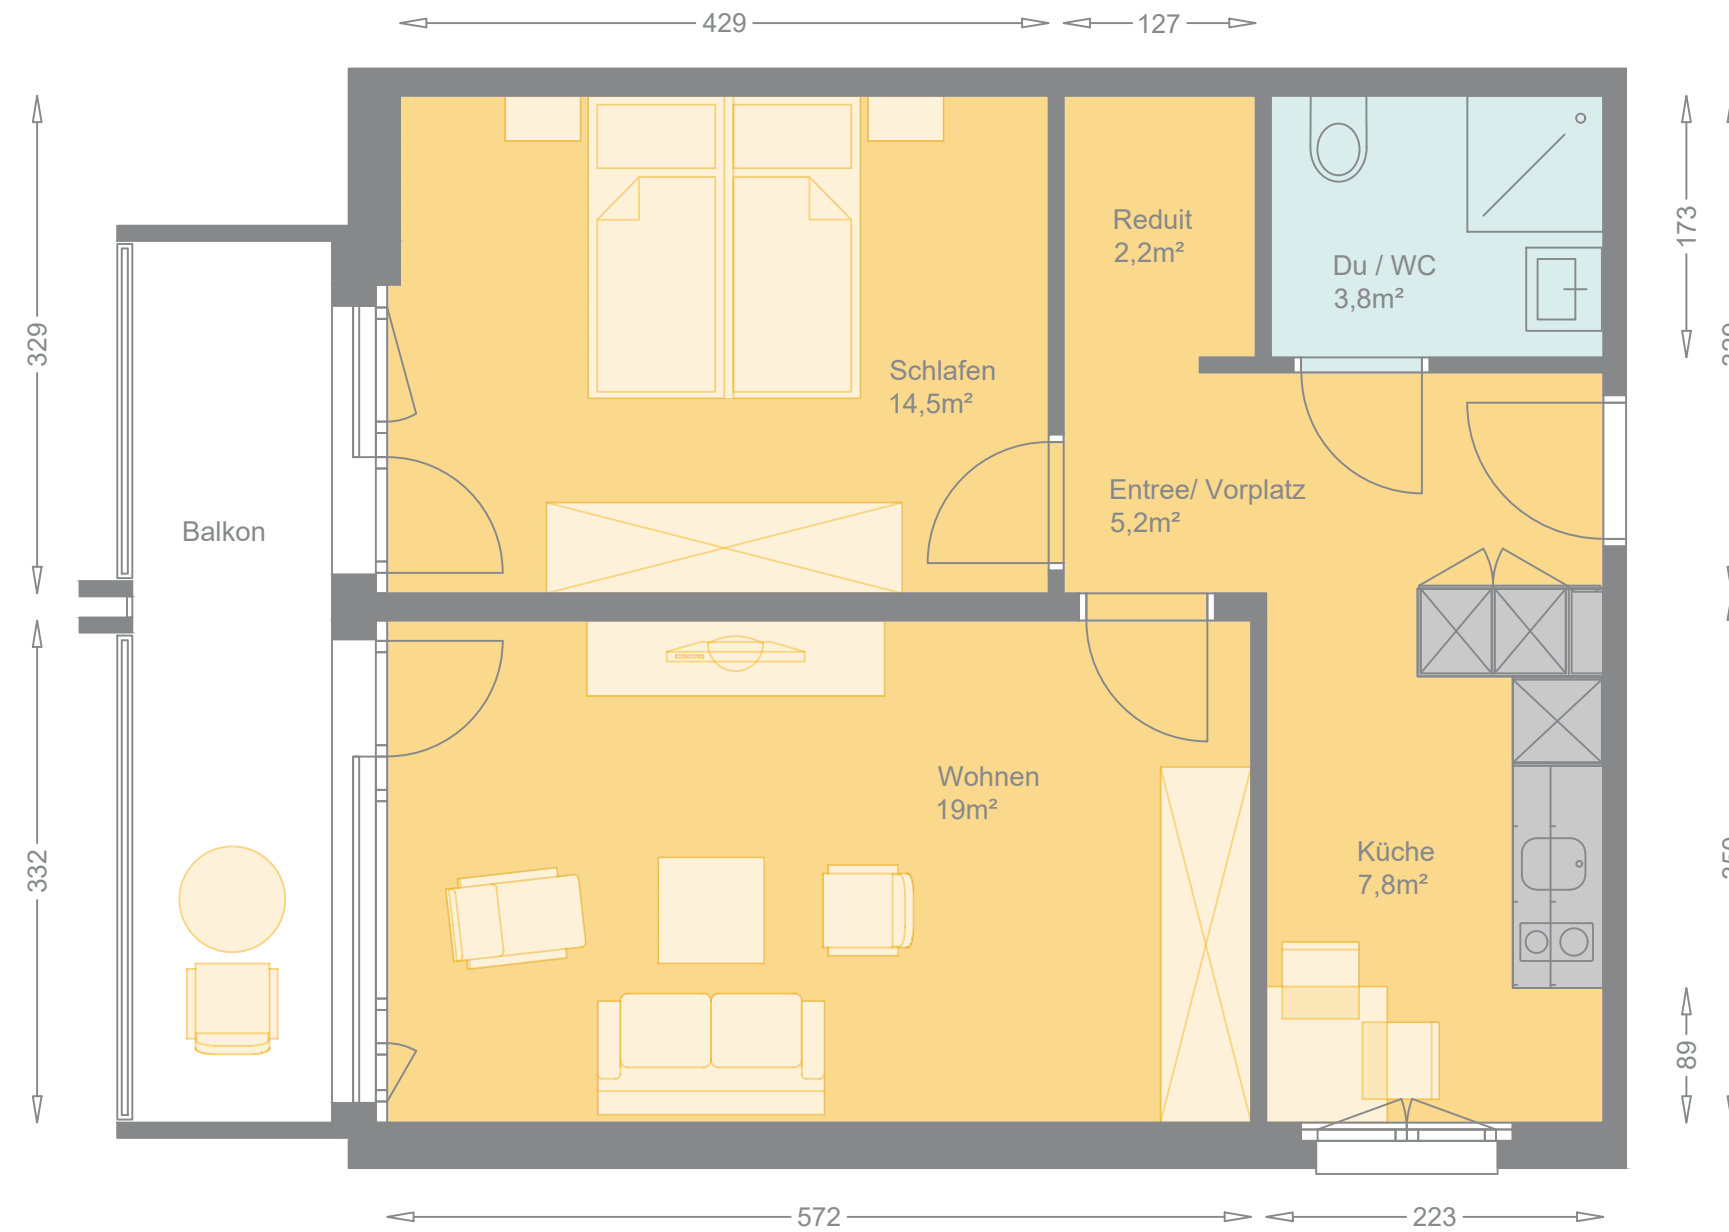 429
127
Reduit
2,2m²
173
Du / WC
3,8m²
329
Schlafen
14,5m²
Entree/ Vorplatz
5,2m²
Balkon
Wohnen
19m²
Küche
7,8m²
332
89
572
223